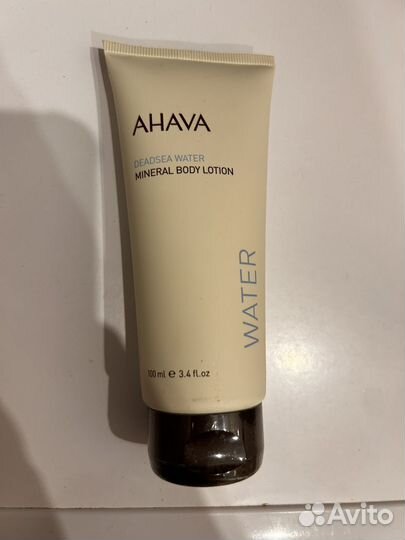 AHAVA
DEADSEA WATER
MINERAL BODY LOTION
WATER
100 ml ℮ 3.4 fl.oz
Avito